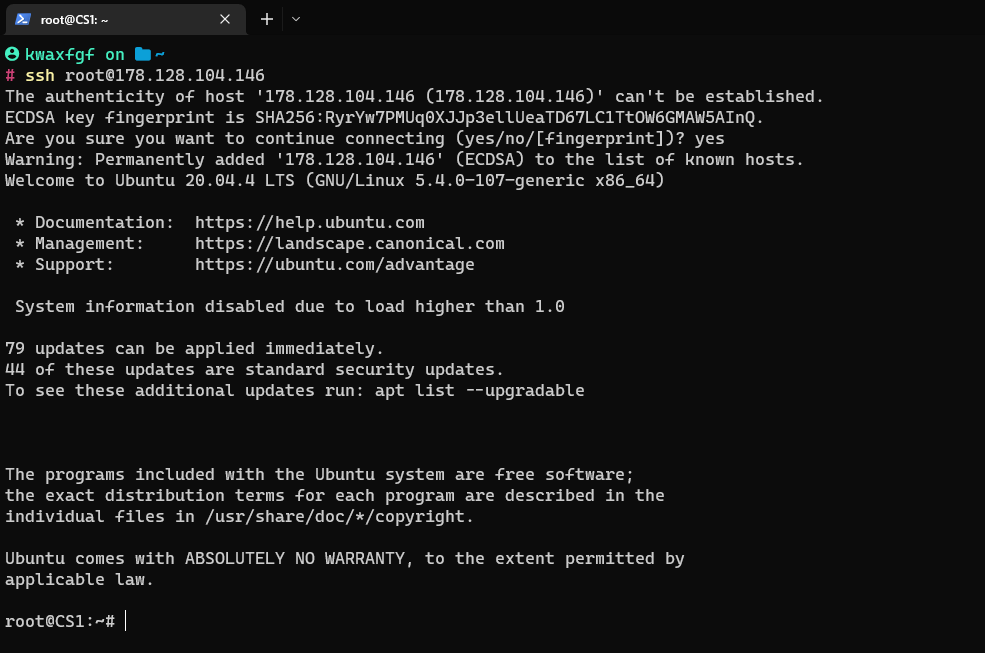 root@CS1: ~
kwaxfgf on ~
# ssh root@178.128.104.146
The authenticity of host '178.128.104.146 (178.128.104.146)' can't be established.
ECDSA key fingerprint is SHA256:RyrYw7PMUq0XJJp3ellUeaTD67LC1TtOW6GMAW5AInQ.
Are you sure you want to continue connecting (yes/no/[fingerprint])? yes
Warning: Permanently added '178.128.104.146' (ECDSA) to the list of known hosts.
Welcome to Ubuntu 20.04.4 LTS (GNU/Linux 5.4.0-107-generic x86_64)
* Documentation:  https://help.ubuntu.com
* Management:     https://landscape.canonical.com
* Support:        https://ubuntu.com/advantage
System information disabled due to load higher than 1.0
79 updates can be applied immediately.
44 of these updates are standard security updates.
To see these additional updates run: apt list --upgradable
The programs included with the Ubuntu system are free software;
the exact distribution terms for each program are described in the
individual files in /usr/share/doc/*/copyright.
Ubuntu comes with ABSOLUTELY NO WARRANTY, to the extent permitted by
applicable law.
root@CS1:~#